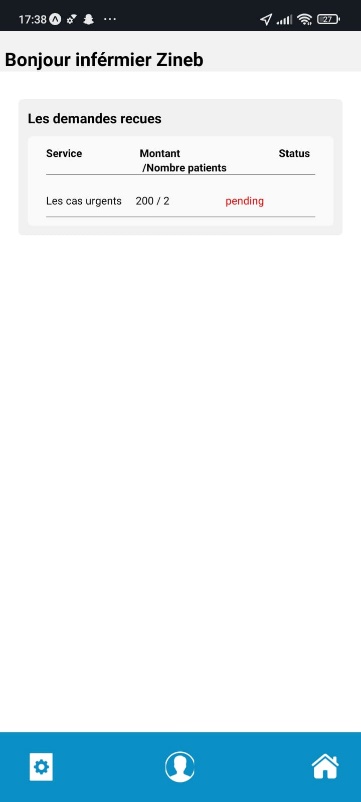 17:38 27
Bonjour inférmier Zineb
Les demandes recues
Service Montant /Nombre patients Status
Les cas urgents 200 / 2 pending